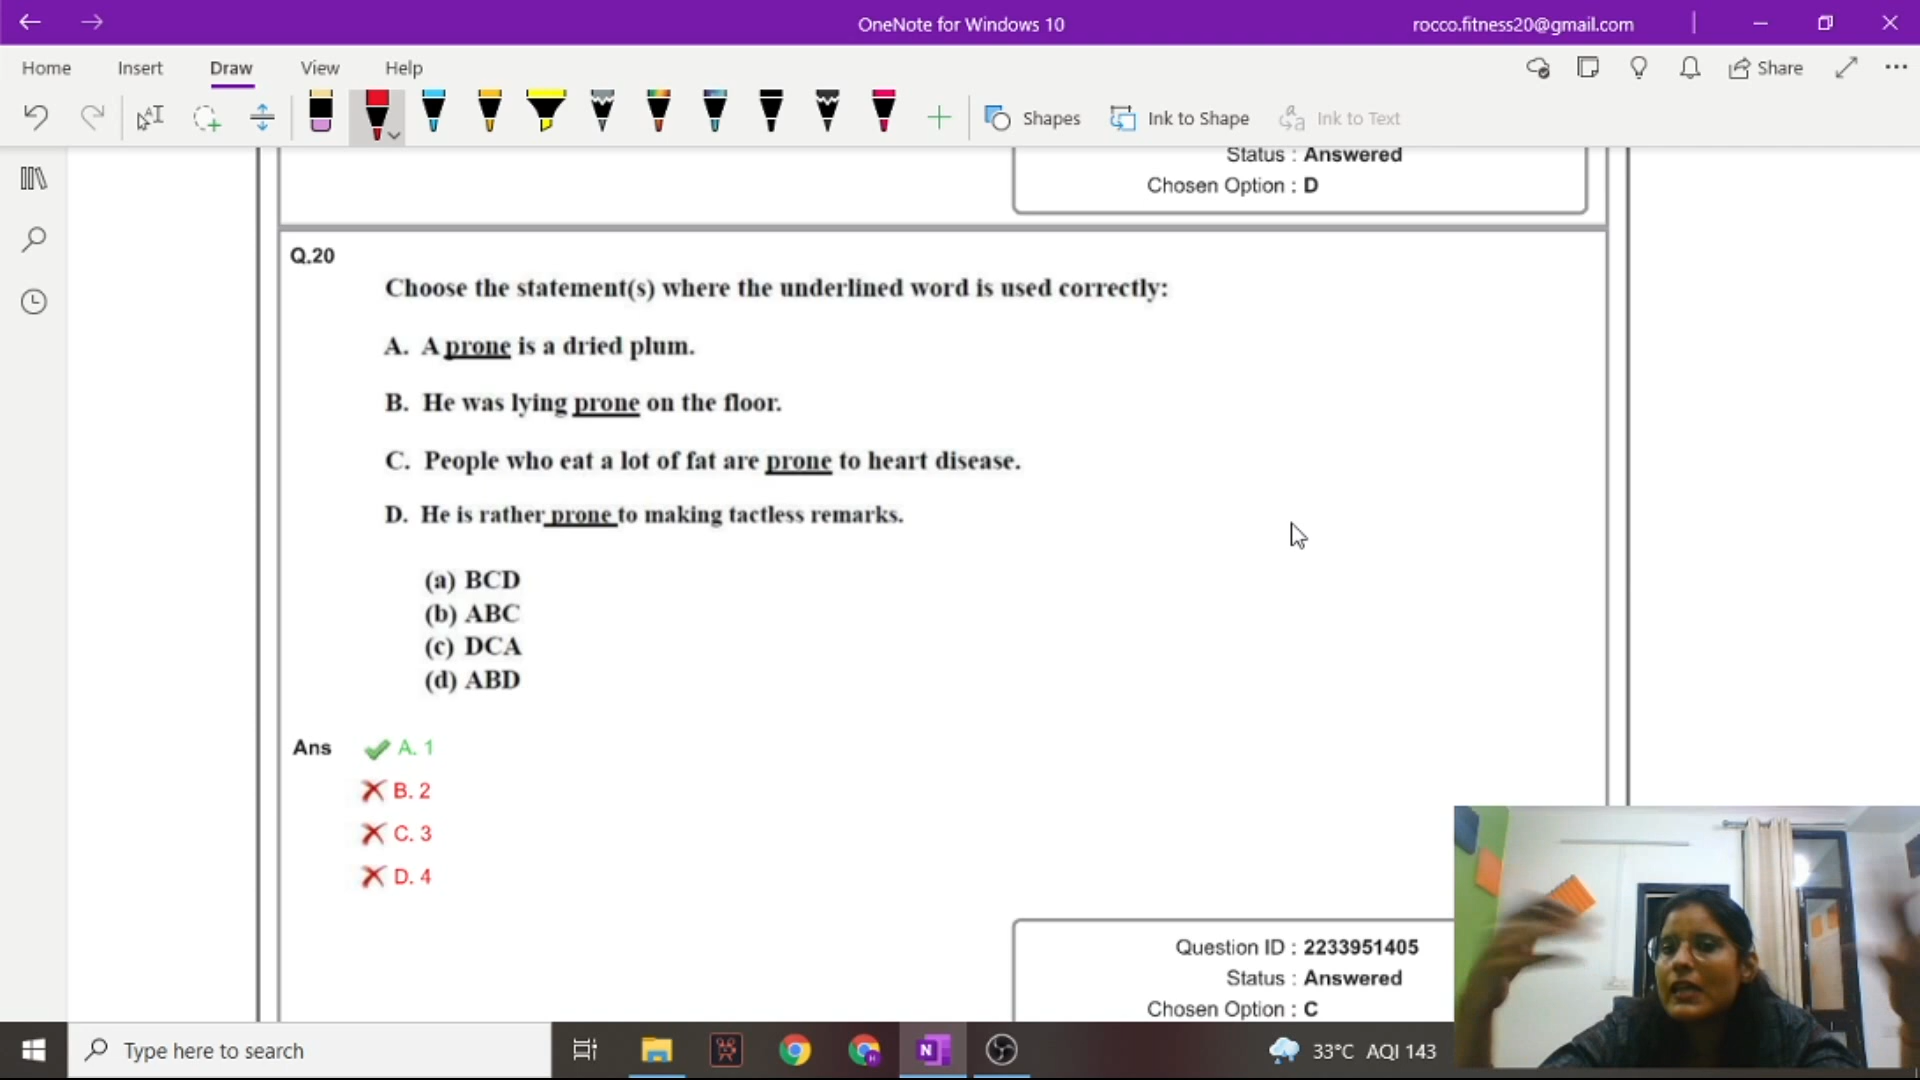 OneNote for Windows 10
rocco.fitness20@gmail.com
Home Insert Draw View Help
Share
Shapes
Ink to Shape
Ink to Text
Status : Answered
Chosen Option : D
Q.20
Choose the statement(s) where the underlined word is used correctly:
A. A prone is a dried plum.
B. He was lying prone on the floor.
C. People who eat a lot of fat are prone to heart disease.
D. He is rather prone to making tactless remarks.
(a) BCD
(b) ABC
(c) DCA
(d) ABD
Ans
A. 1
B. 2
C. 3
D. 4
Question ID : 2233951405
Status : Answered
Chosen Option : C
Type here to search
33°C AQI 143